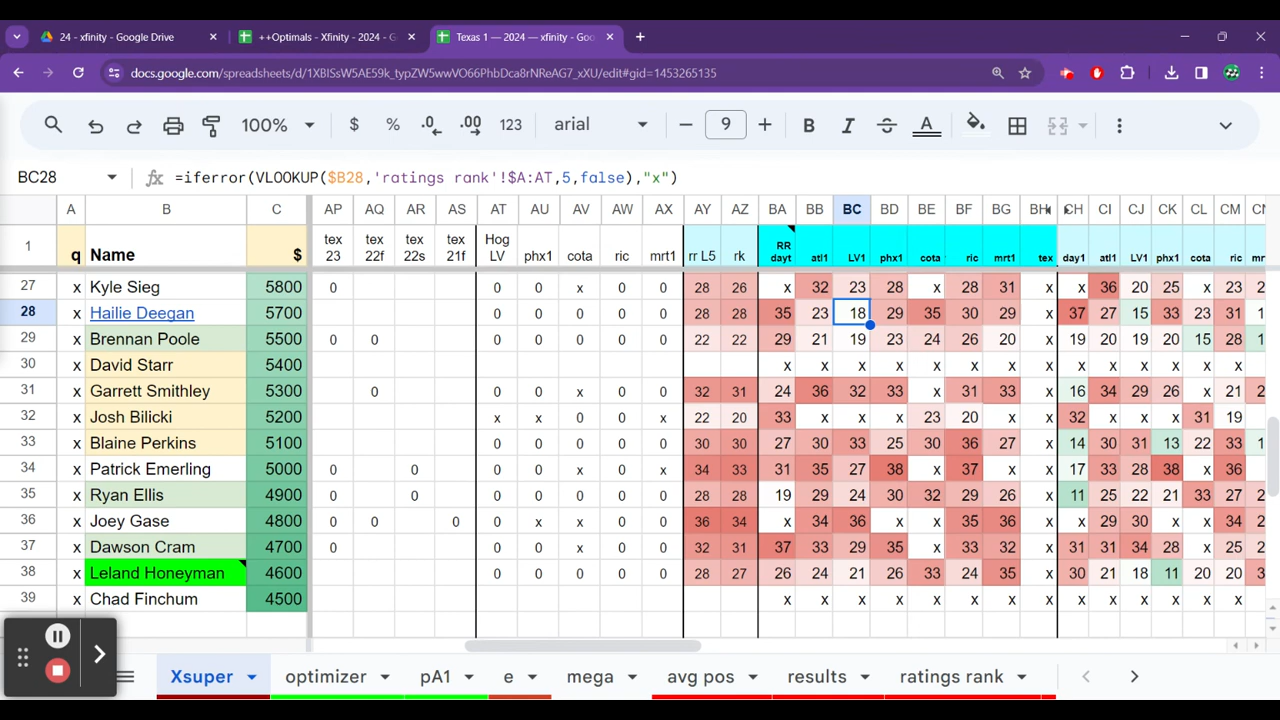 24 - xfinity - Google Drive ++Optimals - Xfinity - 2024 - G Texas 1 — 2024 — xfinity - Goo
docs.google.com/spreadsheets/d/1XBISsW5AE59k_typZW5wwVO66PhbDca8rNReAG7_xXU/edit#gid=1453265135
100% $ % .0 .00 123 arial 9 B I S A
BC28 =iferror(VLOOKUP($B28,'ratings rank'!$A:AT,5,false),"x")
A B C AP AQ AR AS AT AU AV AW AX AY AZ BA BB BC BD BE BF BG BH CH CI CJ CK CL CM CN
1 q Name $ tex 23 tex 22f tex 22s tex 21f Hog LV phx1 cota ric mrt1 rr L5 rk RR dayt atl1 LV1 phx1 cota ric mrt1 tex day1 atl1 LV1 phx1 cota ric mr
27 x Kyle Sieg 5800 0 0 0 x 0 0 28 26 x 32 23 28 x 28 31 x x 36 20 25 x 23 2
28 x Hailie Deegan 5700 0 0 0 0 0 28 28 35 23 18 29 35 30 29 x 37 27 15 33 23 31 1
29 x Brennan Poole 5500 0 0 0 0 0 0 0 22 22 29 21 19 23 24 26 20 x 19 20 19 20 15 28 1
30 x David Starr 5400 x x x x x x x x x x x x x x
31 x Garrett Smithley 5300 0 0 0 x 0 0 32 31 24 36 32 33 x 31 33 x 16 34 29 26 x 21 2
32 x Josh Bilicki 5200 x x 0 0 x 22 20 33 x x x 23 20 x x 32 x x x 31 19
33 x Blaine Perkins 5100 0 0 0 0 0 30 30 27 30 33 25 30 36 27 x 14 30 31 13 22 33 1
34 x Patrick Emerling 5000 0 0 0 0 x 0 x 34 33 31 35 27 38 x 37 x x 17 33 28 38 x 36
35 x Ryan Ellis 4900 0 0 0 0 0 0 0 28 28 19 29 24 30 32 29 26 x 11 25 22 21 33 27 2
36 x Joey Gase 4800 0 0 0 0 x x 0 0 36 34 x 34 36 x x 35 36 x x 29 30 x x 34 2
37 x Dawson Cram 4700 0 0 0 x 0 0 32 31 37 33 29 35 x 33 32 x 31 31 34 28 x 25 2
38 x Leland Honeyman 4600 0 0 0 0 0 28 27 26 24 21 30 33 24 35 x 30 21 18 11 20 20 3
39 x Chad Finchum 4500 x x x x x x x x x x x x x x
Xsuper optimizer pA1 e mega avg pos results ratings rank